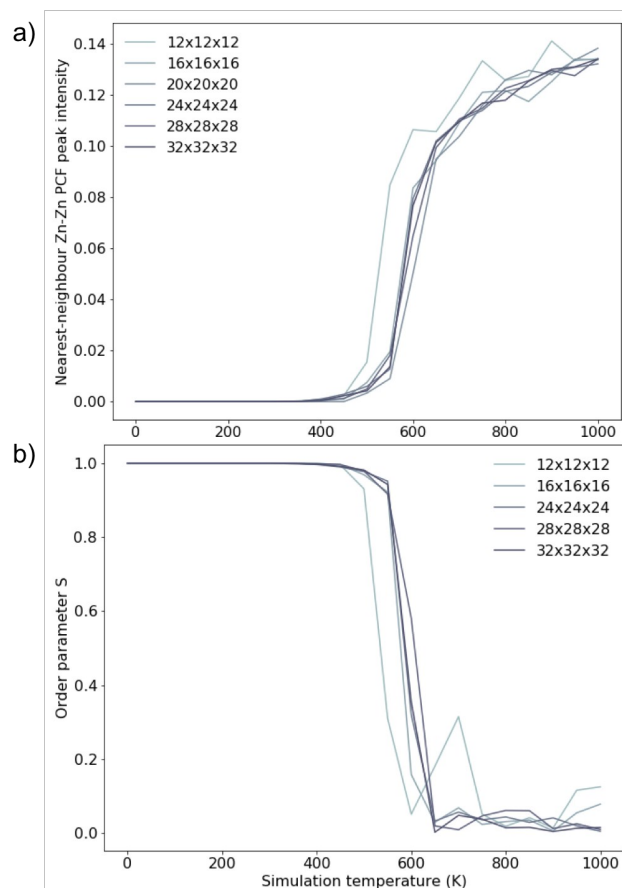 a)
Nearest-neighbour Zn-Zn PCF peak intensity
0.14
0.12
0.10
0.08
0.06
0.04
0.02
0.00
12x12x12
16x16x16
20x20x20
24x24x24
28x28x28
32x32x32
0 200 400 600 800 1000
b)
Order parameter S
1.0
0.8
0.6
0.4
0.2
0.0
12x12x12
16x16x16
24x24x24
28x28x28
32x32x32
0 200 400 600 800 1000
Simulation temperature (K)